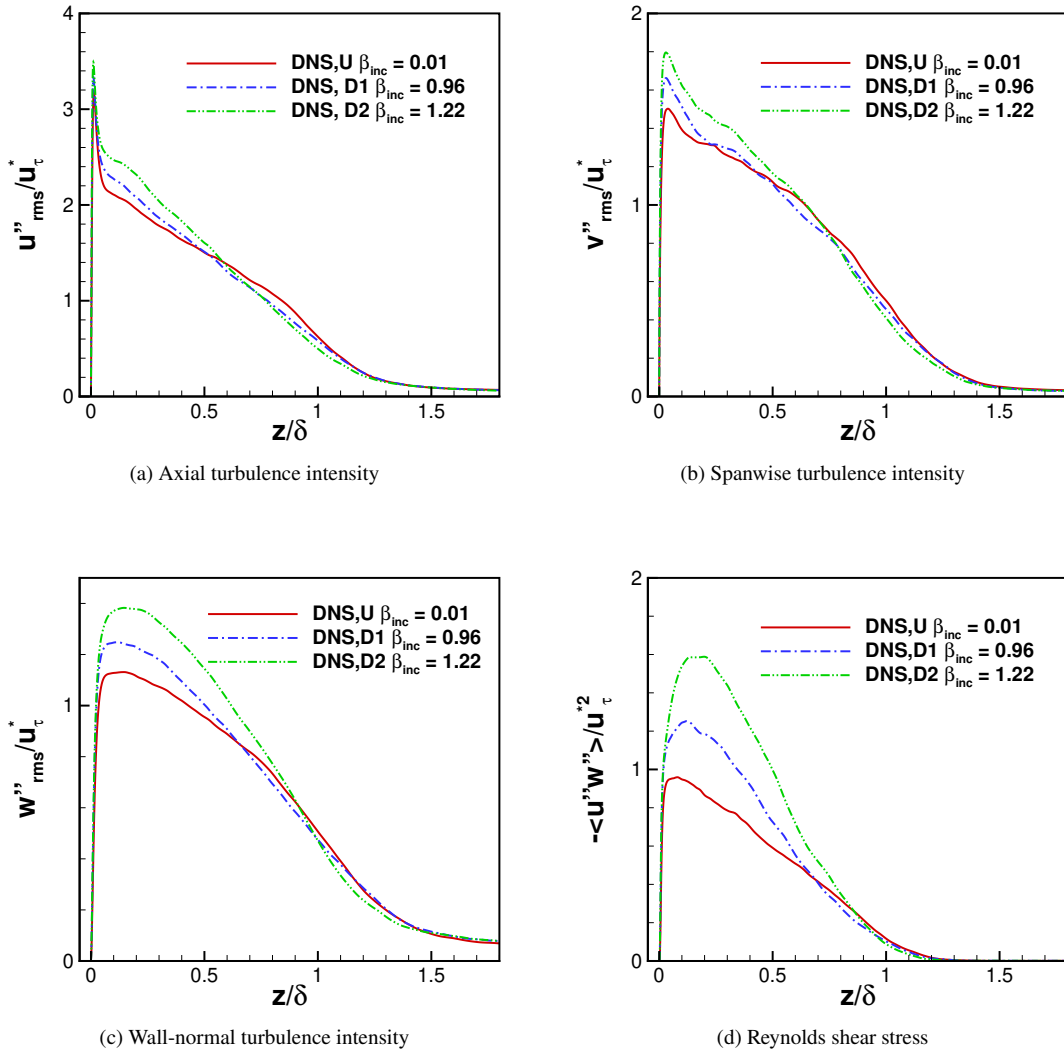 4
3
2
1
0
0 0.5 1 1.5
u"rms/uτ*
z/δ
DNS,U βinc = 0.01
DNS, D1 βinc = 0.96
DNS, D2 βinc = 1.22
(a) Axial turbulence intensity
2
1
0
0 0.5 1 1.5
v"rms/uτ*
z/δ
DNS,U βinc = 0.01
DNS,D1 βinc = 0.96
DNS,D2 βinc = 1.22
(b) Spanwise turbulence intensity
1
0
0 0.5 1 1.5
w"rms/uτ*
z/δ
DNS,U βinc = 0.01
DNS,D1 βinc = 0.96
DNS,D2 βinc = 1.22
(c) Wall-normal turbulence intensity
2
1
0
0 0.5 1 1.5
-<u"w">/uτ*2
z/δ
DNS,U βinc = 0.01
DNS,D1 βinc = 0.96
DNS,D2 βinc = 1.22
(d) Reynolds shear stress